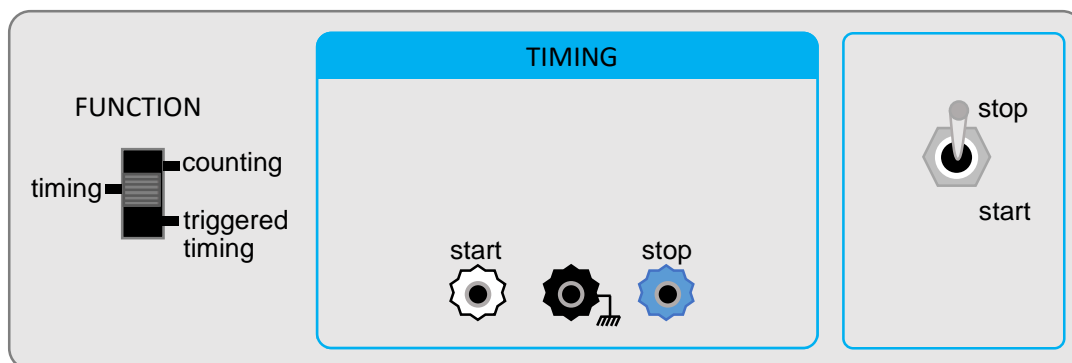 TIMING
FUNCTION
counting
timing
triggered
timing
start
stop
stop
start